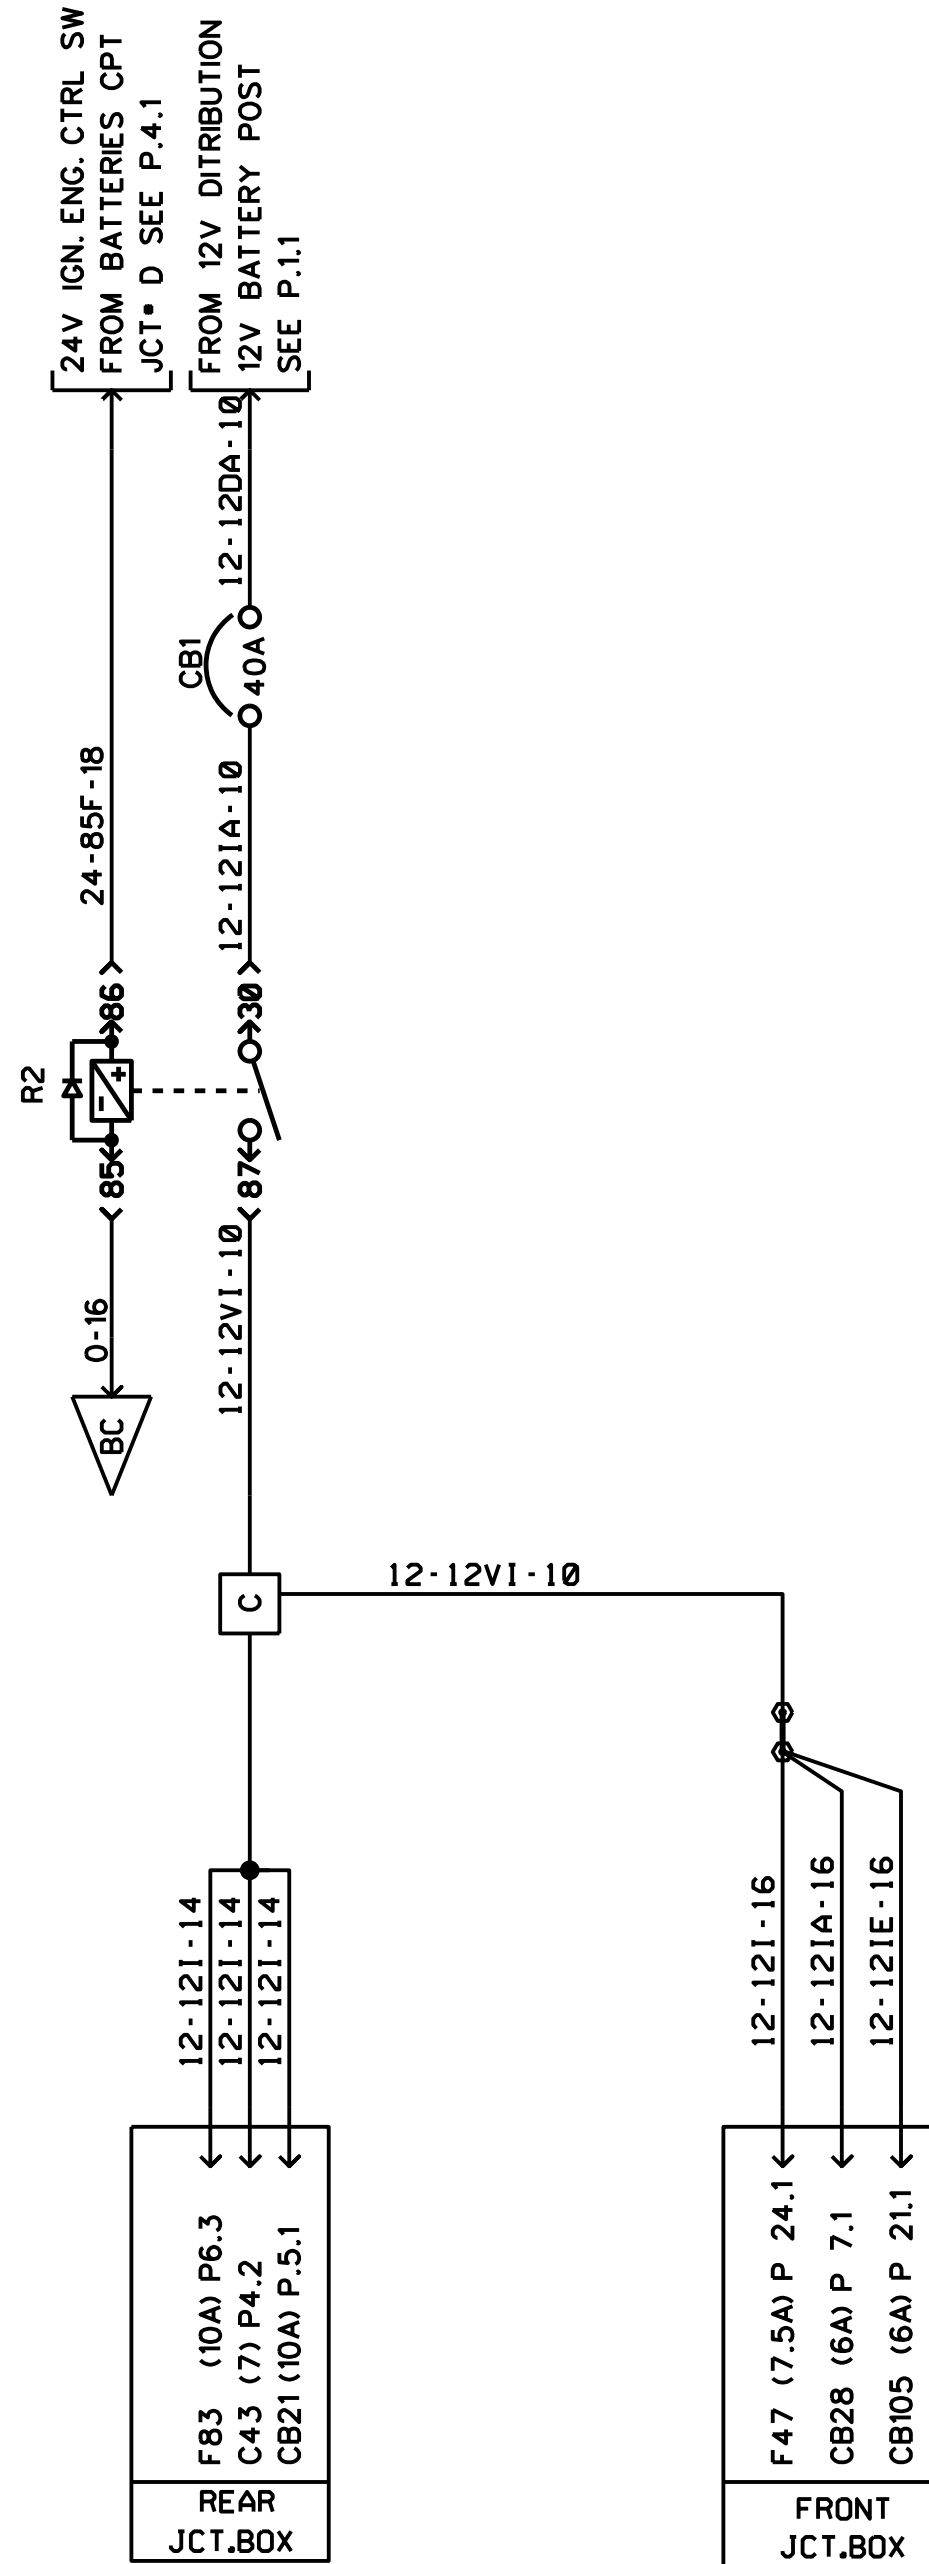 24V IGN. ENG. CTRL SW
FROM BATTERIES CPT
JCT• D SEE P.4.1
FROM 12V DITRIBUTION
12V BATTERY POST
SEE P.1.1
12-12DA-10
CB1
40A
24-85F-18
12-12IA-10
86
30
R2
+
-
85
87
0-16
12-12VI-10
BC
12-12VI-10
C
12-12I-14
12-12I-14
12-12I-14
12-12I-16
12-12IA-16
12-12IE-16
F83 (10A) P6.3
C43 (7) P4.2
CB21 (10A) P.5.1
REAR
JCT.BOX
F47 (7.5A) P 24.1
CB28 (6A) P 7.1
CB105 (6A) P 21.1
FRONT
JCT.BOX